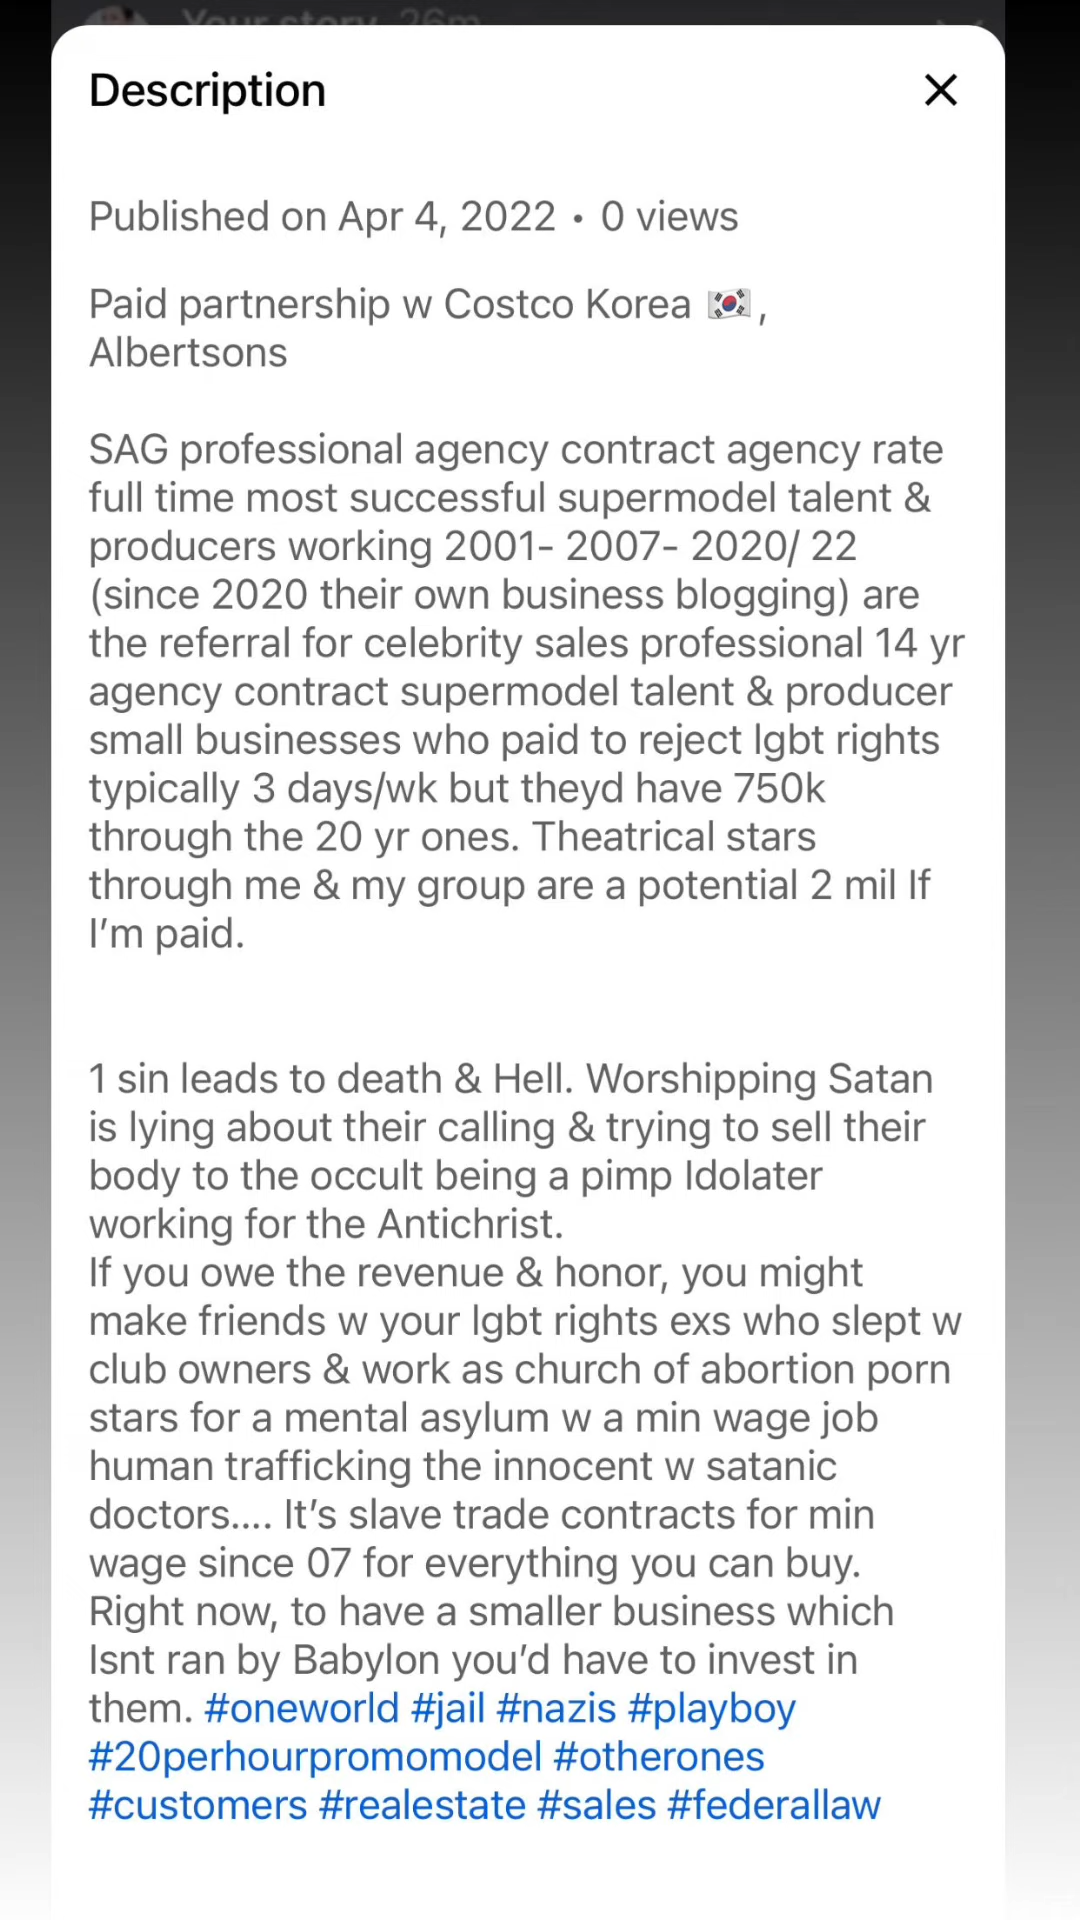 Your story 26m
Description
Published on Apr 4, 2022 • 0 views
Paid partnership w Costco Korea 🇰🇷,
Albertsons
SAG professional agency contract agency rate
full time most successful supermodel talent &
producers working 2001- 2007- 2020/ 22
(since 2020 their own business blogging) are
the referral for celebrity sales professional 14 yr
agency contract supermodel talent & producer
small businesses who paid to reject lgbt rights
typically 3 days/wk but theyd have 750k
through the 20 yr ones. Theatrical stars
through me & my group are a potential 2 mil If
I’m paid.
1 sin leads to death & Hell. Worshipping Satan
is lying about their calling & trying to sell their
body to the occult being a pimp Idolater
working for the Antichrist.
If you owe the revenue & honor, you might
make friends w your lgbt rights exs who slept w
club owners & work as church of abortion porn
stars for a mental asylum w a min wage job
human trafficking the innocent w satanic
doctors.... It’s slave trade contracts for min
wage since 07 for everything you can buy.
Right now, to have a smaller business which
Isnt ran by Babylon you’d have to invest in
them. #oneworld #jail #nazis #playboy
#20perhourpromomodel #otherones
#customers #realestate #sales #federallaw